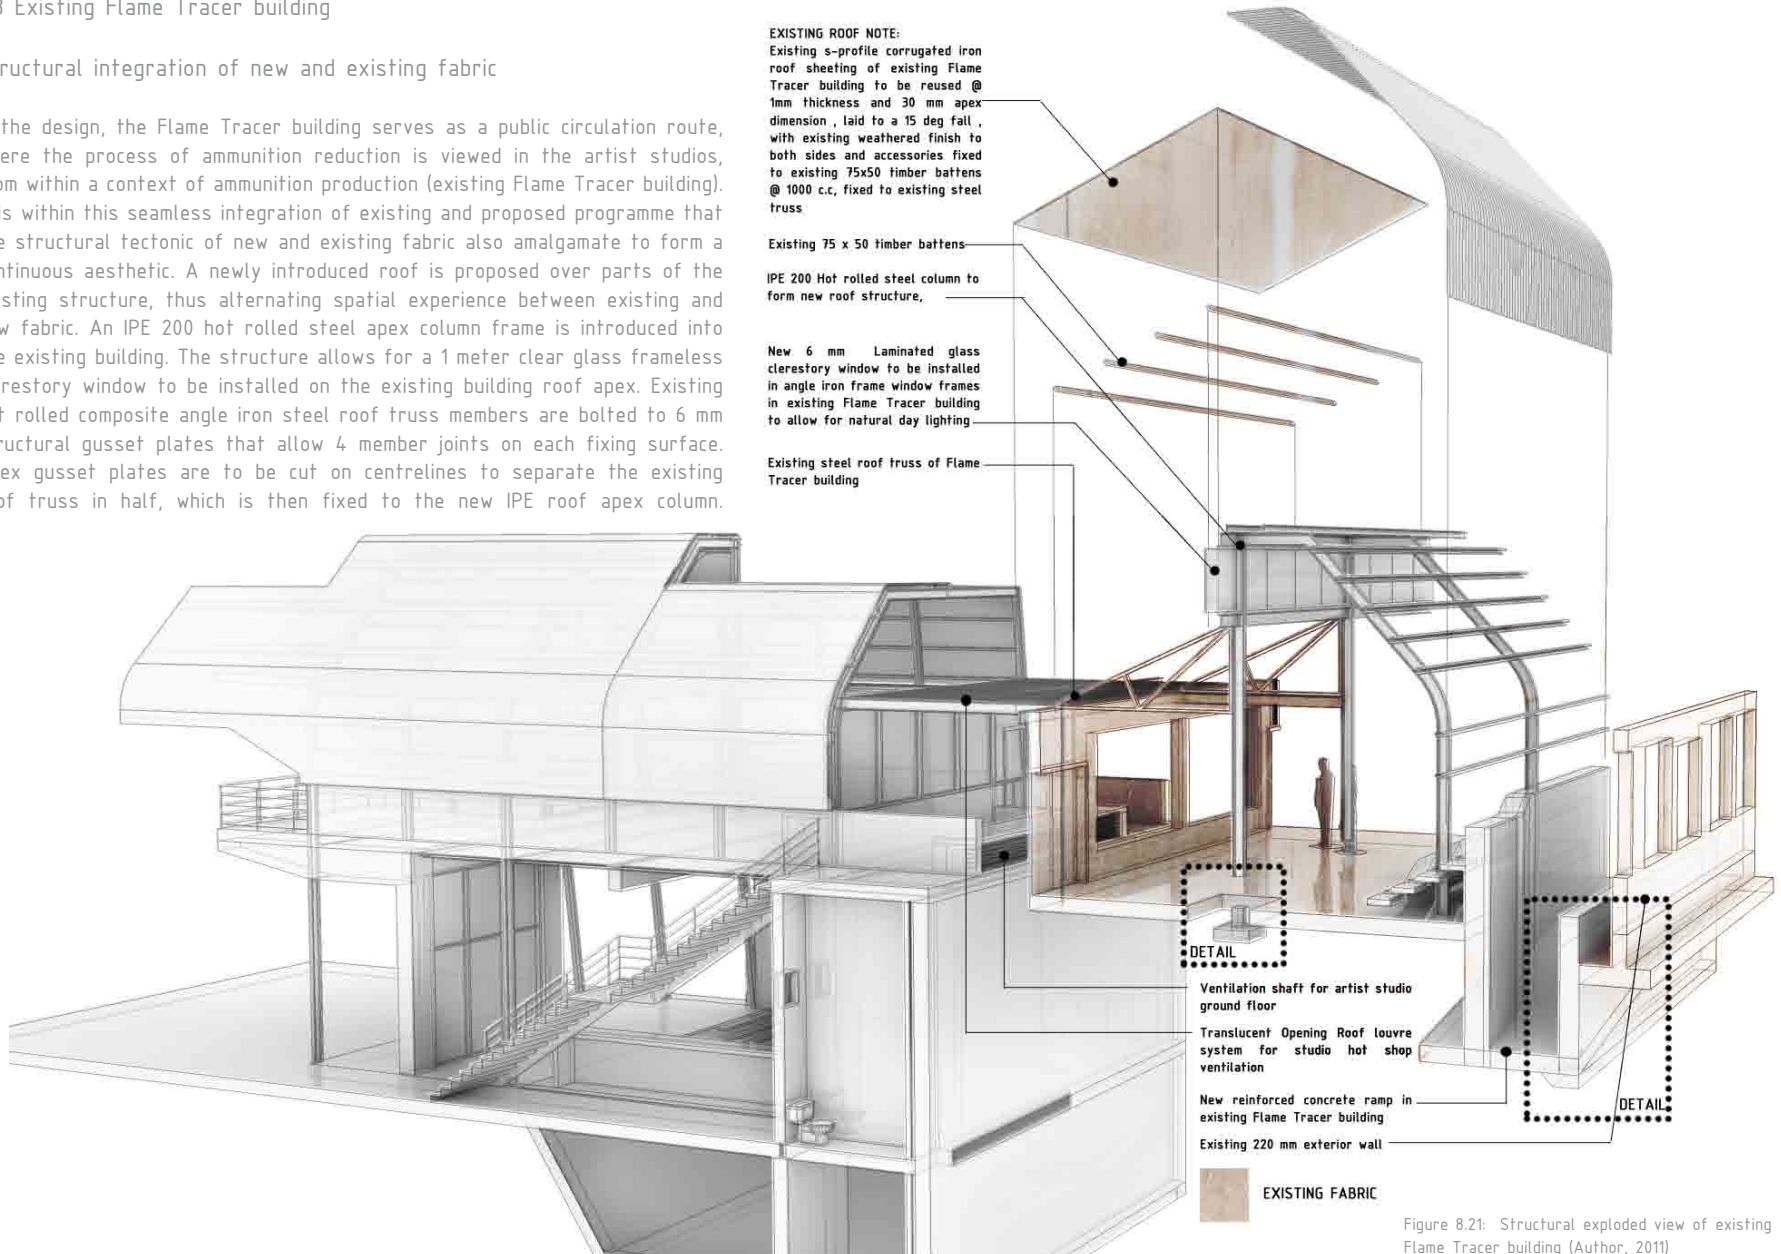 3 Existing Flame Tracer building
ructural integration of new and existing fabric
the design, the Flame Tracer building serves as a public circulation route,
ere the process of ammunition reduction is viewed in the artist studios,
om within a context of ammunition production (existing Flame Tracer building).
is within this seamless integration of existing and proposed programme that
e structural tectonic of new and existing fabric also amalgamate to form a
ntinuous aesthetic. A newly introduced roof is proposed over parts of the
isting structure, thus alternating spatial experience between existing and
w fabric. An IPE 200 hot rolled steel apex column frame is introduced into
e existing building. The structure allows for a 1 meter clear glass frameless
erestory window to be installed on the existing building roof apex. Existing
t rolled composite angle iron steel roof truss members are bolted to 6 mm
ructural gusset plates that allow 4 member joints on each fixing surface.
ex gusset plates are to be cut on centrelines to separate the existing
of truss in half, which is then fixed to the new IPE roof apex column.
EXISTING ROOF NOTE:
Existing s-profile corrugated iron
roof sheeting of existing Flame
Tracer building to be reused @
1mm thickness and 30 mm apex
dimension , laid to a 15 deg fall ,
with existing weathered finish to
both sides and accessories fixed
to existing 75x50 timber battens
@ 1000 c.c, fixed to existing steel
truss
Existing 75 x 50 timber battens
IPE 200 Hot rolled steel column to
form new roof structure,
New 6 mm Laminated glass
clerestory window to be installed
in angle iron frame window frames
in existing Flame Tracer building
to allow for natural day lighting
Existing steel roof truss of Flame
Tracer building
DETAIL
Ventilation shaft for artist studio
ground floor
Translucent Opening Roof louvre
system for studio hot shop
ventilation
New reinforced concrete ramp in
existing Flame Tracer building
DETAIL
Existing 220 mm exterior wall
EXISTING FABRIC
Figure 8.21: Structural exploded view of existing
Flame Tracer building (Author, 2011)